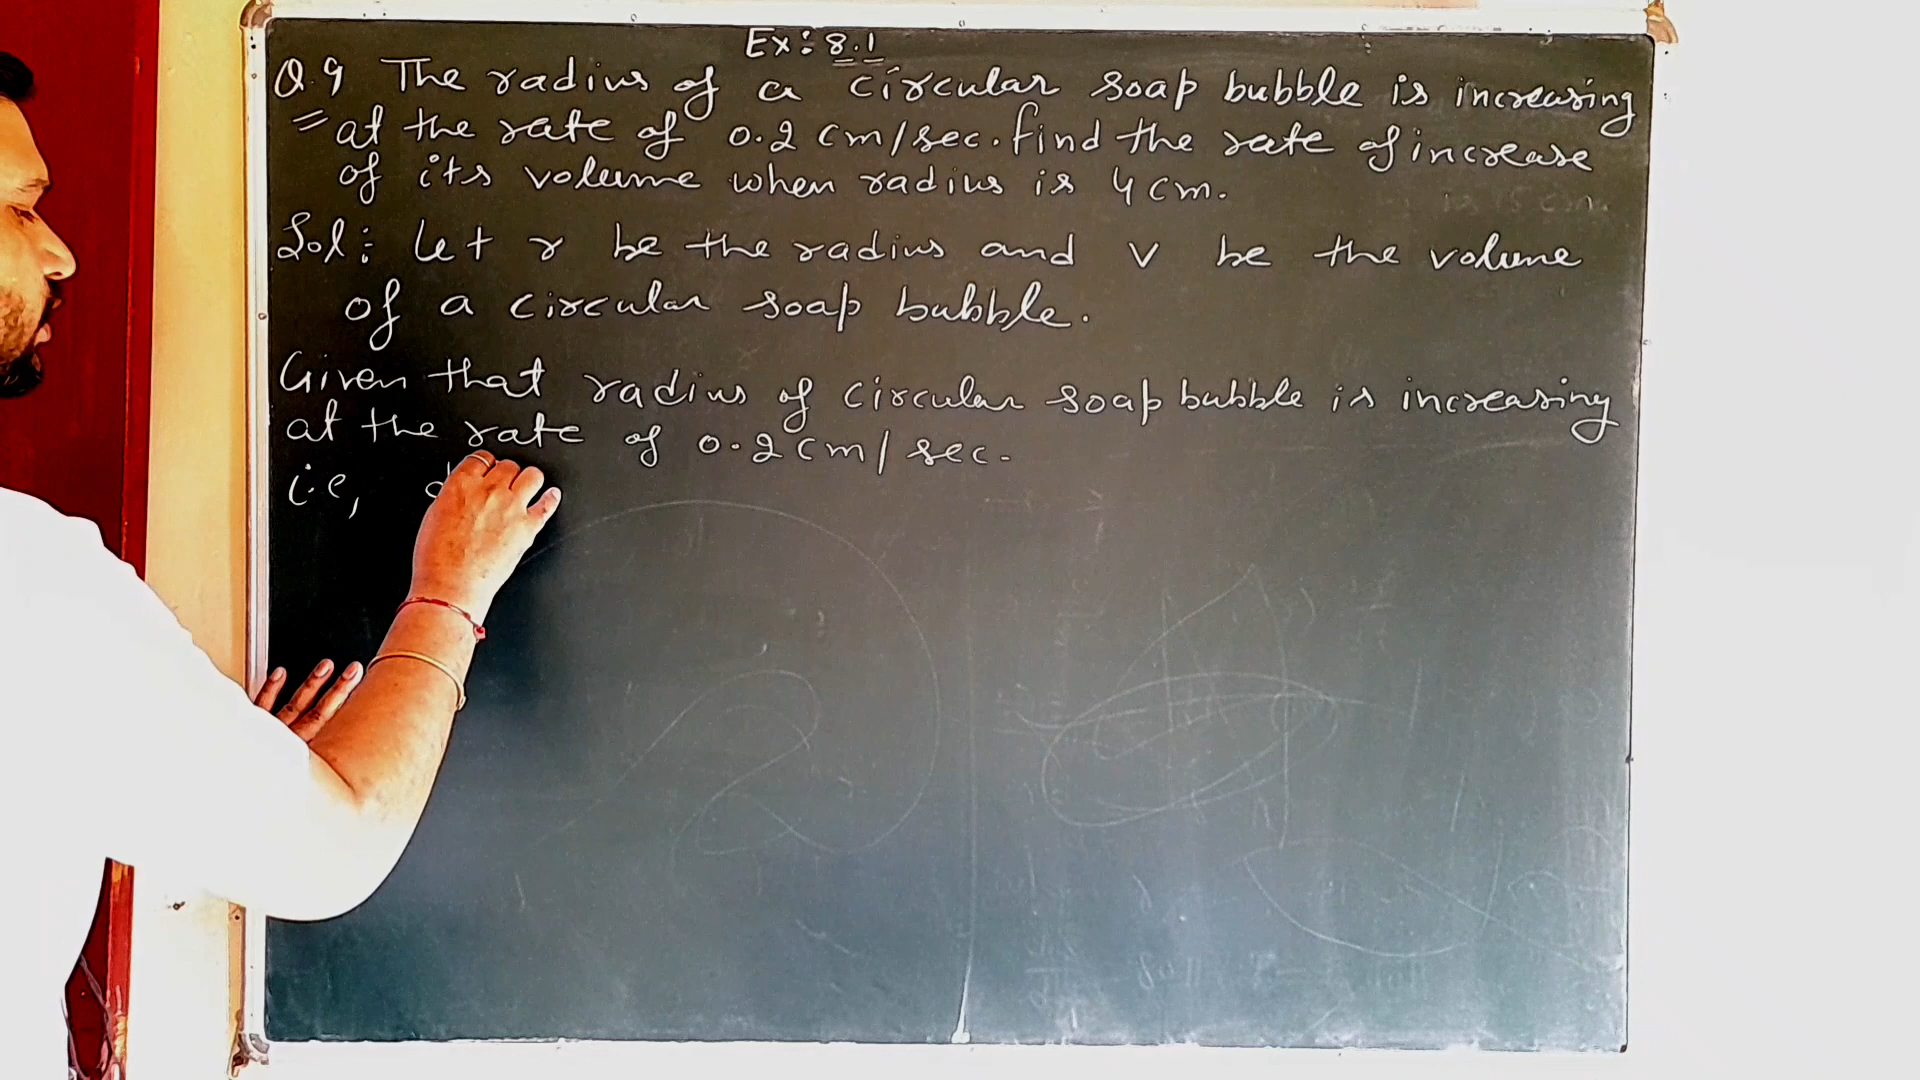 Ex: 8.1
Q.9 The radius of a circular soap bubble is increasing
at the rate of 0.2 cm/sec. find the rate of increase
of its volume when radius is 4 cm.
Sol: Let r be the radius and v be the volume
of a circular soap bubble.
Given that radius of circular soap bubble is increasing
at the rate of 0.2 cm/sec.
i.e, d